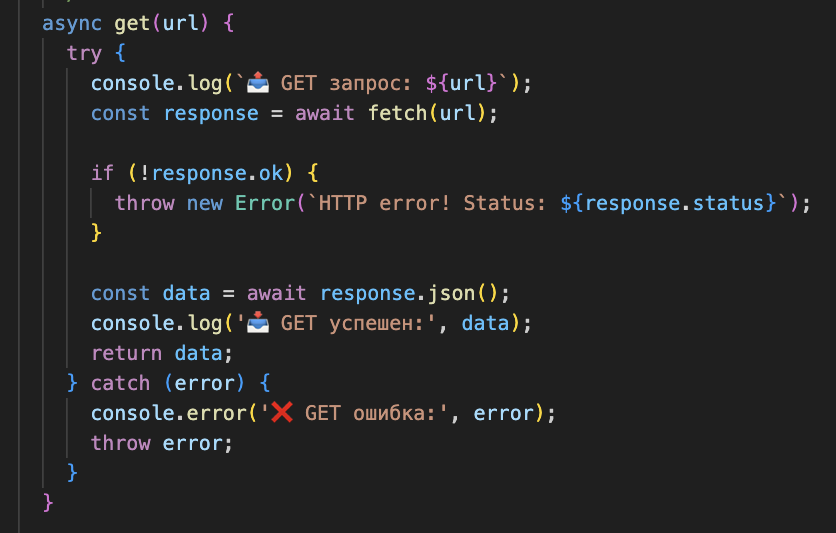 async get(url) {
try {
console.log(`📤 GET запрос: ${url}`);
const response = await fetch(url);
if (!response.ok) {
throw new Error(`HTTP error! Status: ${response.status}`);
}
const data = await response.json();
console.log('📥 GET успешен:', data);
return data;
} catch (error) {
console.error('❌ GET ошибка:', error);
throw error;
}
}